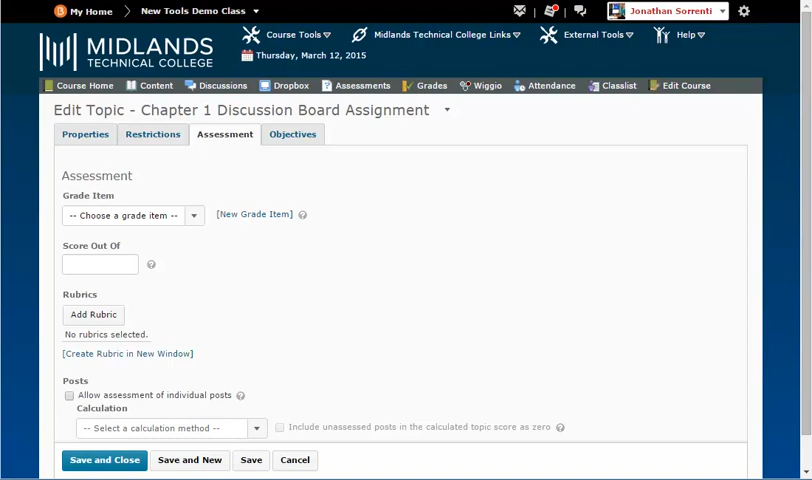 My Home New Tools Demo Class Jonathan Sorrenti
MIDLANDS
TECHNICAL COLLEGE
Course Tools Midlands Technical College Links External Tools Help
Thursday, March 12, 2015
Course Home Content Discussions Dropbox Assessments Grades Wiggio Attendance Classlist Edit Course
Edit Topic - Chapter 1 Discussion Board Assignment
Properties Restrictions Assessment Objectives
Assessment
Grade Item
-- Choose a grade item -- [New Grade Item] ?
Score Out Of
?
Rubrics
Add Rubric
No rubrics selected.
[Create Rubric in New Window]
Posts
Allow assessment of individual posts ?
Calculation
-- Select a calculation method -- Include unassessed posts in the calculated topic score as zero ?
Save and Close Save and New Save Cancel